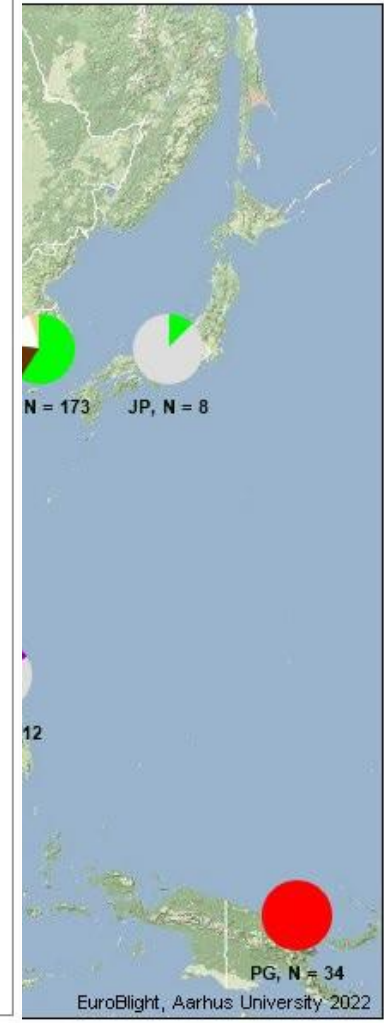 N = 173
JP, N = 8
12
PG, N = 34
EuroBlight, Aarhus University 2022